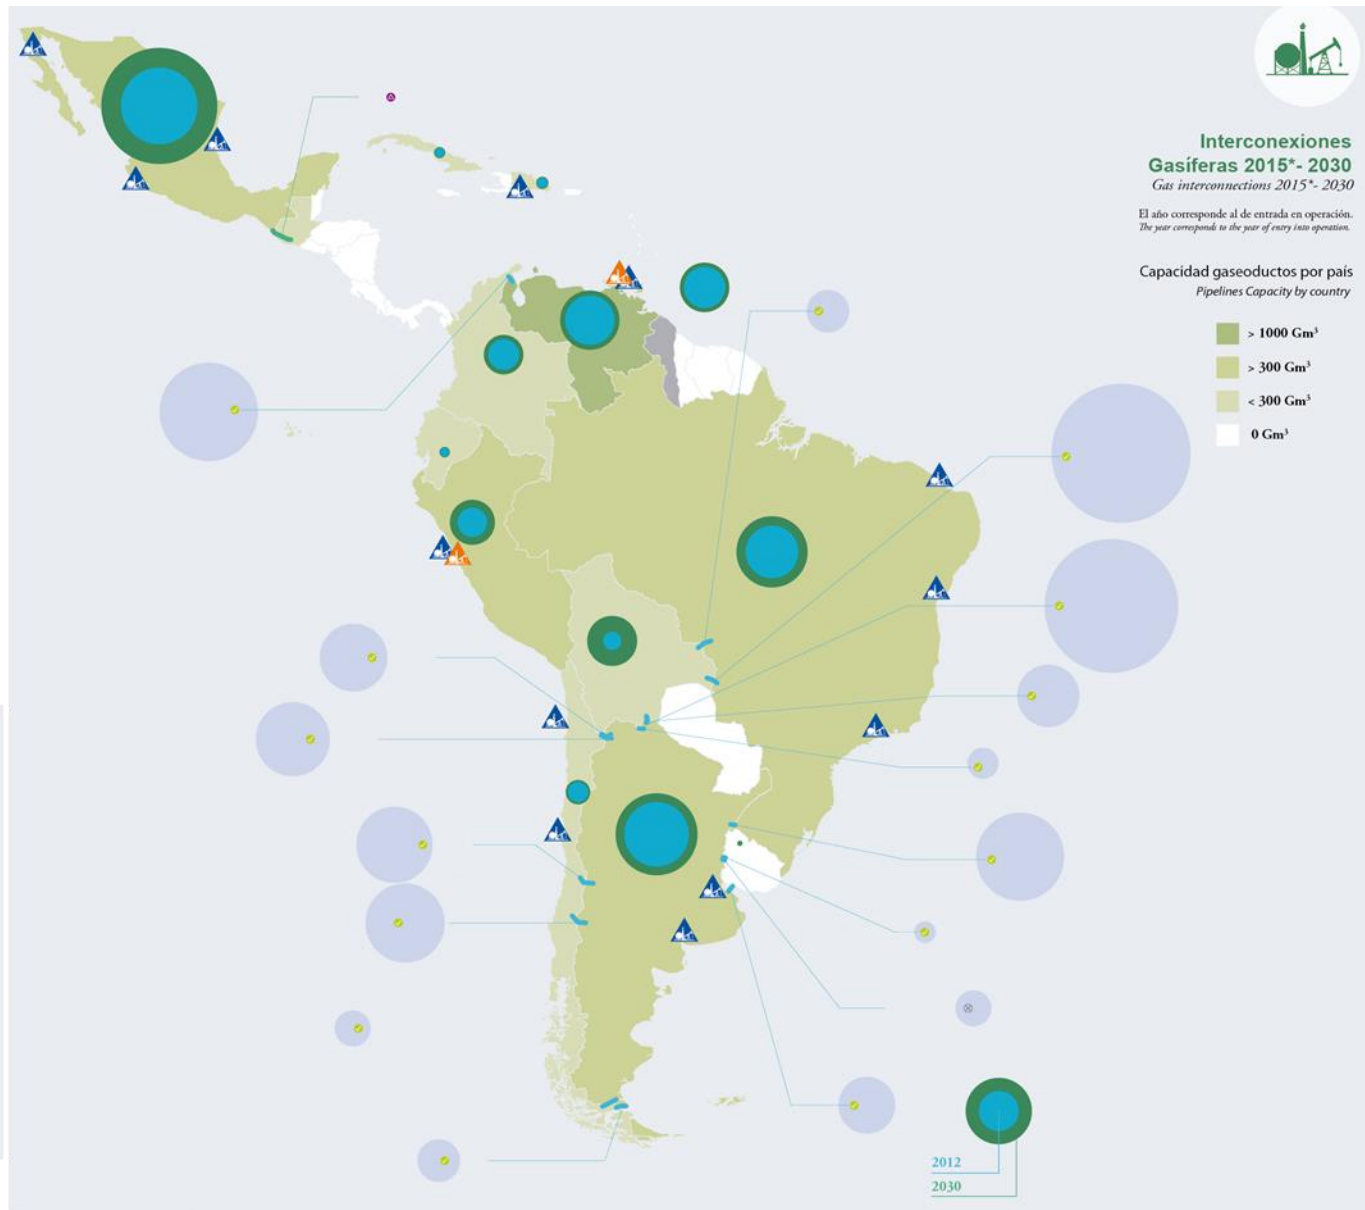 Interconexiones
Gasíferas 2015*- 2030
Gas interconnections 2015*- 2030
El año corresponde al de entrada en operación.
The year corresponds to the year of entry into operation.
Capacidad gaseoductos por país
Pipelines Capacity by country
> 1000 Gm³
> 300 Gm³
< 300 Gm³
0 Gm³
2012
2030